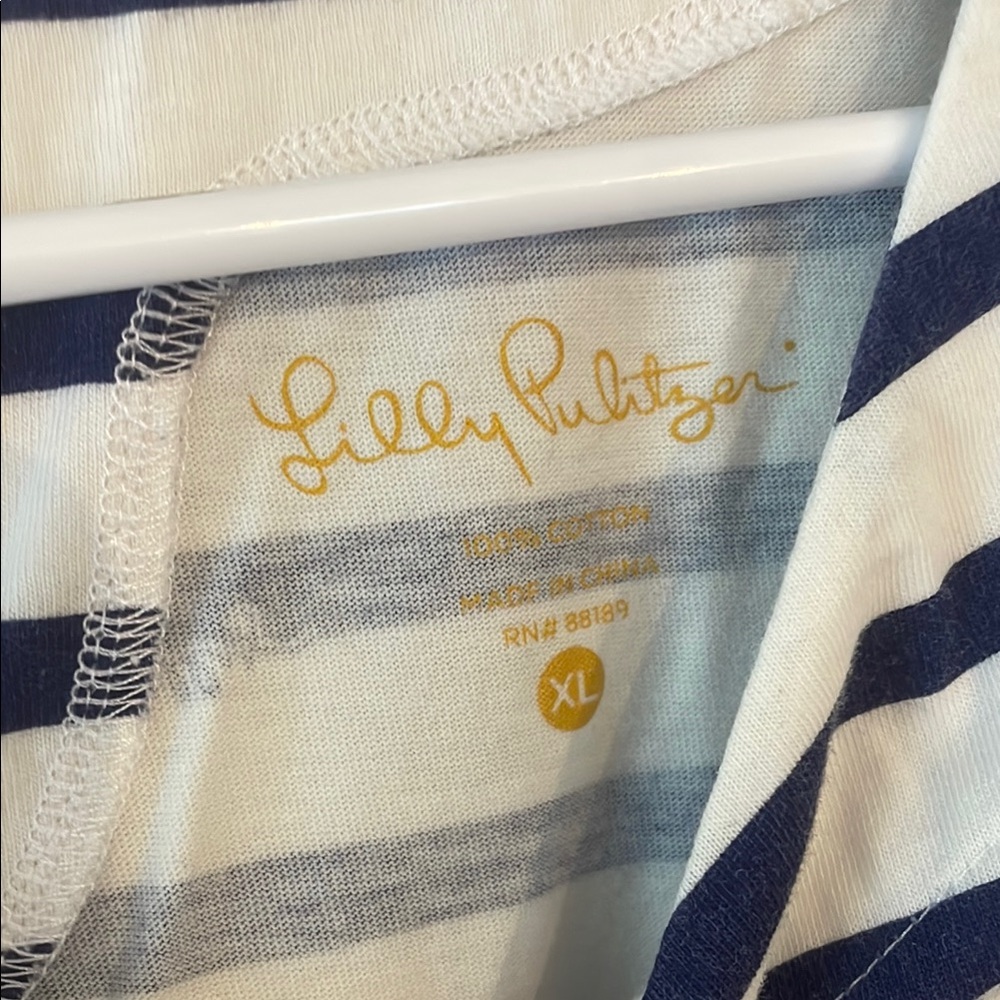 Lilly Pulitzer
100% COTTON
MADE IN CHINA
RN# 88189
XL